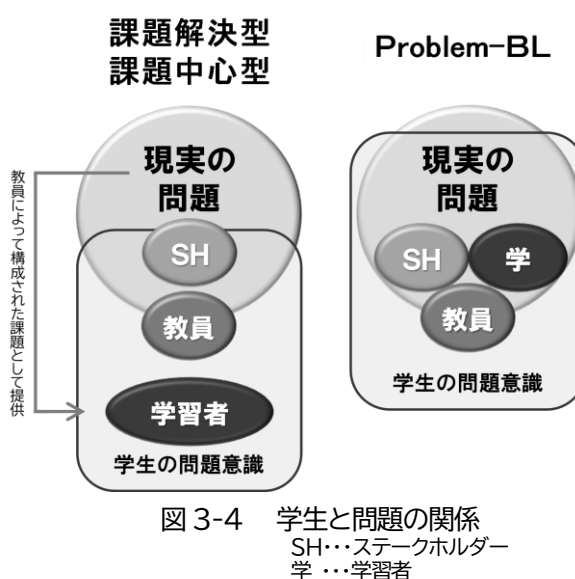 課題解決型
課題中心型
現実の
問題
SH
教員
学習者
学生の問題意識
教員によって構成された課題として提供
Problem-BL
現実の
問題
SH
学
教員
学生の問題意識
図 3-4 学生と問題の関係
SH･･･ステークホルダー
学 ･･･学習者